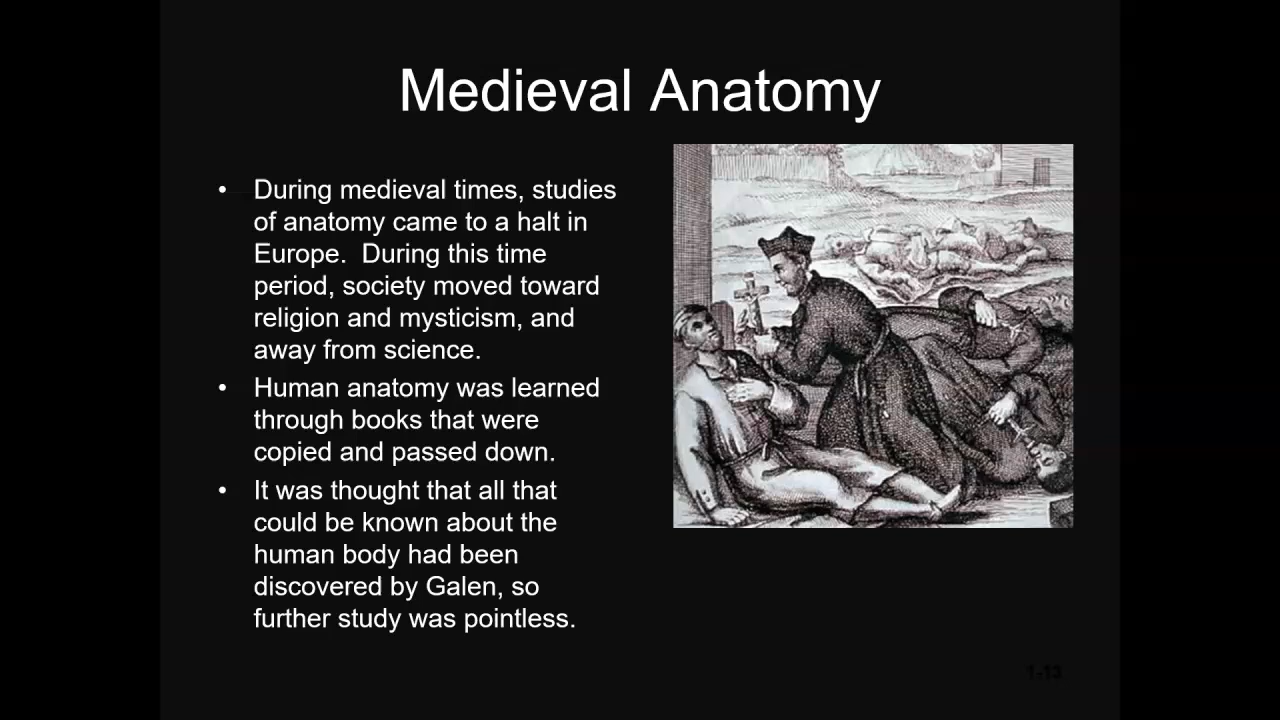 Medieval Anatomy
• During medieval times, studies
of anatomy came to a halt in
Europe.  During this time
period, society moved toward
religion and mysticism, and
away from science.
• Human anatomy was learned
through books that were
copied and passed down.
• It was thought that all that
could be known about the
human body had been
discovered by Galen, so
further study was pointless.